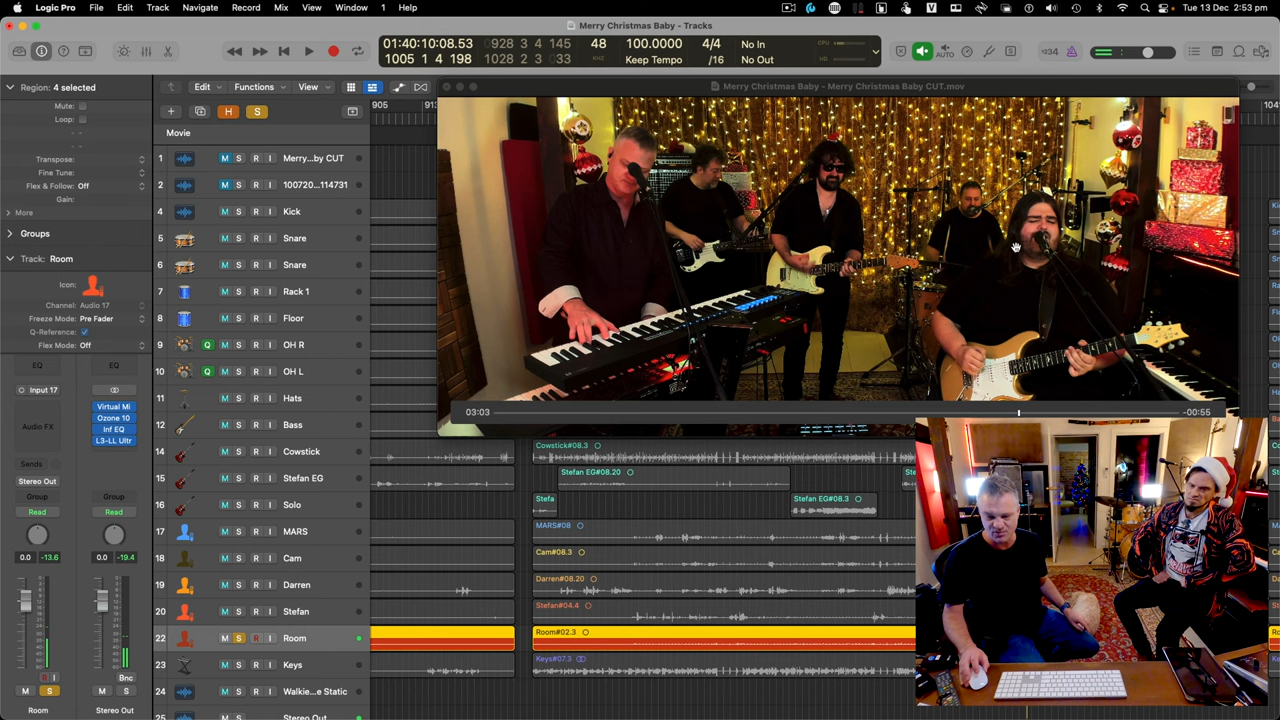 Logic Pro File Edit Track Navigate Record Mix View Window 1 Help Tue 13 Dec 2:53 pm
Merry Christmas Baby - Tracks
01:40:10:08.53 0928 3 4 145 48 100.0000 4/4 No In CPU
1005 1 4 198 1028 2 3 033 KHZ Keep Tempo /16 No Out HD
AUTO S
Region: 4 selected Edit Functions View 905 913 Merry Christmas Baby - Merry Christmas Baby CUT.mov
Mute: H S
Loop:
Movie
Transpose: 1 Merry...by CUT M S R I
Fine Tune:
Flex & Follow: Off 2 100720...114731 M S R I
Gain:
More 4 Kick M S R I
Groups 5 Snare M S R I
Track: Room 6 Snare M S R I
Icon: 7 Rack 1 M S R I
Channel: Audio 17
Freeze Mode: Pre Fader 8 Floor M S R I
Q-Reference:
Flex Mode: Off 9 Q OH R M S R I
EQ EQ 10 Q OH L M S R I
Input 17 11 Hats M S R I
Virtual Mi
Audio FX Ozone 10 03:03 -00:55
Inf EQ 12 Bass M S R I
L3-LL Ultr
Cowstick#08.3
Sends 14 Cowstick M S R I
Stereo Out Stefan EG#08.20 Ste
15 Stefan EG M S R I
Group Group Stefa Stefan EG#08.3
Read Read 16 Solo M S R I
MARS#08
17 MARS M S R I
0.0 -13.6 0.0 -19.4 Cam#08.3
18 Cam M S R I
Darren#08.20
19 Darren M S R I
Stefan#04.4
20 Stefan M S R I
Room#02.3
22 Room M S R I
Keys#07.3
23 Keys M S R I
R I Bnc
M S M S 24 Walkie...e Static M S R I
Room Stereo Out 25 Stereo Out